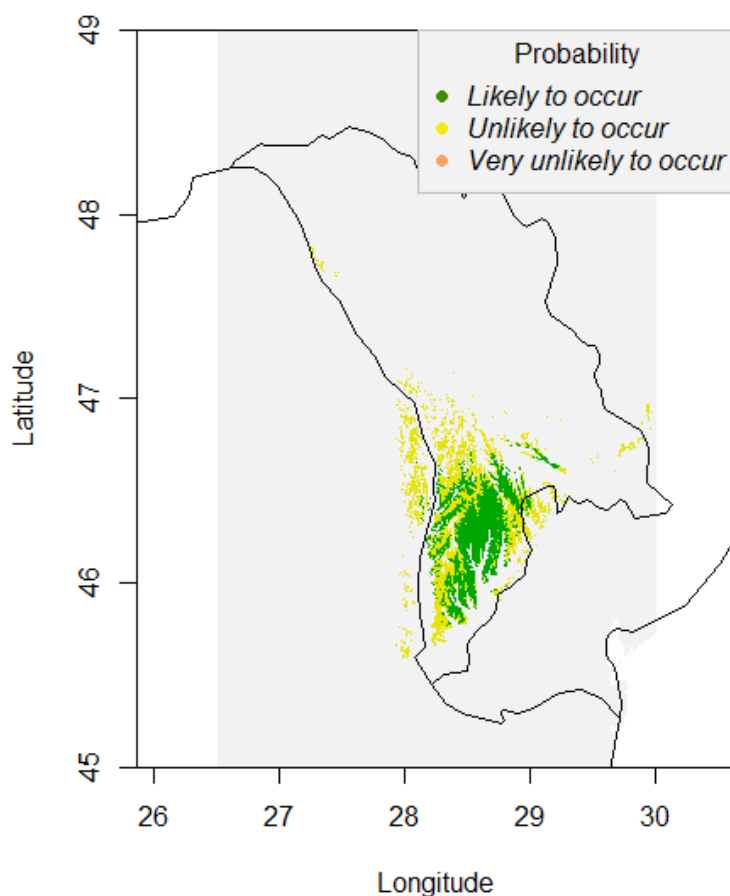 Probability
Likely to occur
Unlikely to occur
Very unlikely to occur
Latitude
49
48
47
46
45
26 27 28 29 30
Longitude